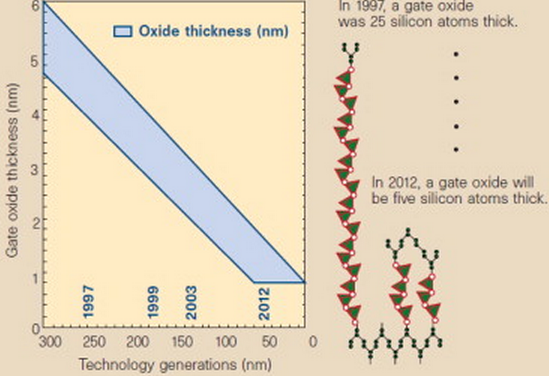 In 1997, a gate oxide
was 25 silicon atoms thick.
Oxide thickness (nm)
Gate oxide thickness (nm)
6
5
4
3
2
1
0
1997
1999
2003
2012
300 250 200 150 100 50 0
Technology generations (nm)
In 2012, a gate oxide will
be five silicon atoms thick.